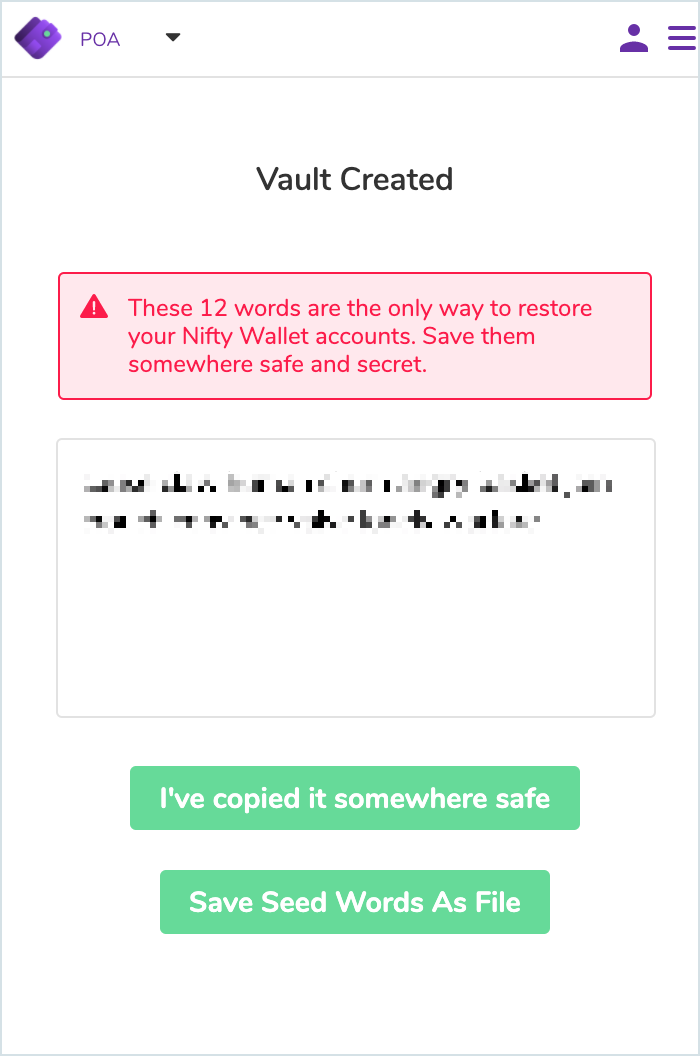 POA
Vault Created
These 12 words are the only way to restore
your Nifty Wallet accounts. Save them
somewhere safe and secret.
I've copied it somewhere safe
Save Seed Words As File